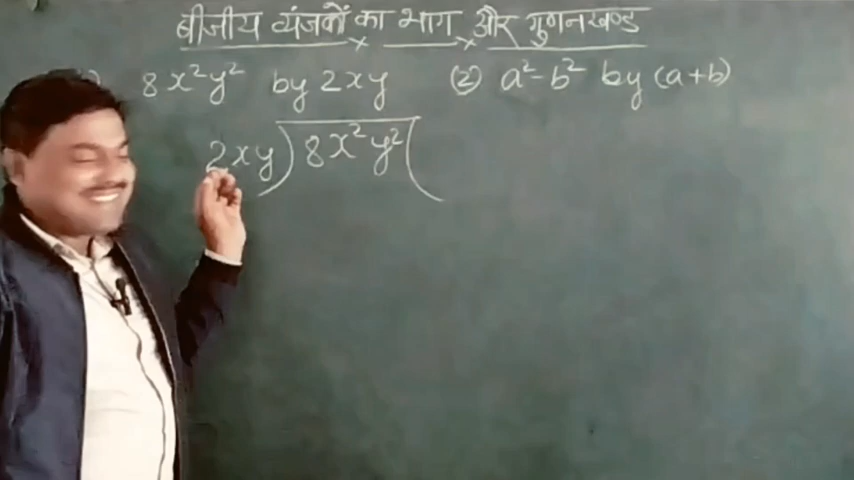 बीजीय व्यंजकों का भाग और गुणनखण्ड
8x²y² by 2xy (2) a²-b² by (a+b)
2xy)8x²y²(